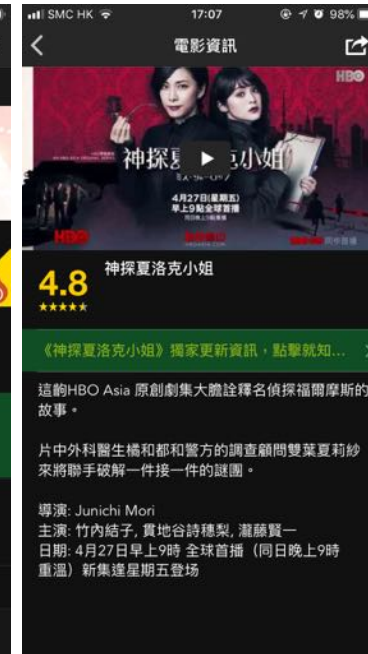 SMC HK 17:07 98%
電影資訊
HBO
神探夏洛克小姐
4月27日(星期五)
早上9點全球首播
HBO
4.8 神探夏洛克小姐
《神探夏洛克小姐》獨家更新資訊，點擊就知...
這齣HBO Asia 原創劇集大膽詮釋名偵探福爾摩斯的
故事。
片中外科醫生橘和都和警方的調查顧問雙葉夏莉紗
來將聯手破解一件接一件的謎團。
導演: Junichi Mori
主演: 竹內結子, 貫地谷詩穗梨, 瀧藤賢一
日期: 4月27日早上9時 全球首播（同日晚上9時
重溫）新集逢星期五登场